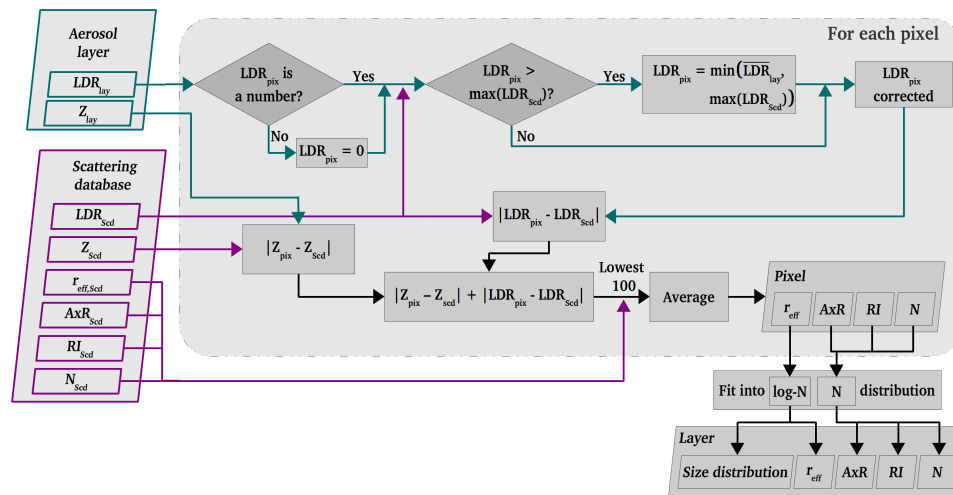 Aerosol
layer
LDR_lay
Z_lay
For each pixel
LDR_pix is
a number?
Yes
No
LDR_pix = 0
LDR_pix >
max(LDR_Scd)?
Yes
No
LDR_pix = min(L̅D̅R̅_lay,
max(LDR_Scd))
LDR_pix
corrected
Scattering
database
LDR_Scd
Z_Scd
r_eff,Scd
AxR_Scd
RI_Scd
N_Scd
|Z_pix - Z_Scd|
|LDR_pix - LDR_Scd|
|Z_pix – Z_scd| + |LDR_pix - LDR_Scd|
Lowest
100
Average
Pixel
r_eff AxR RI N
Fit into log-N N distribution
Layer
Size distribution r_eff AxR RI N